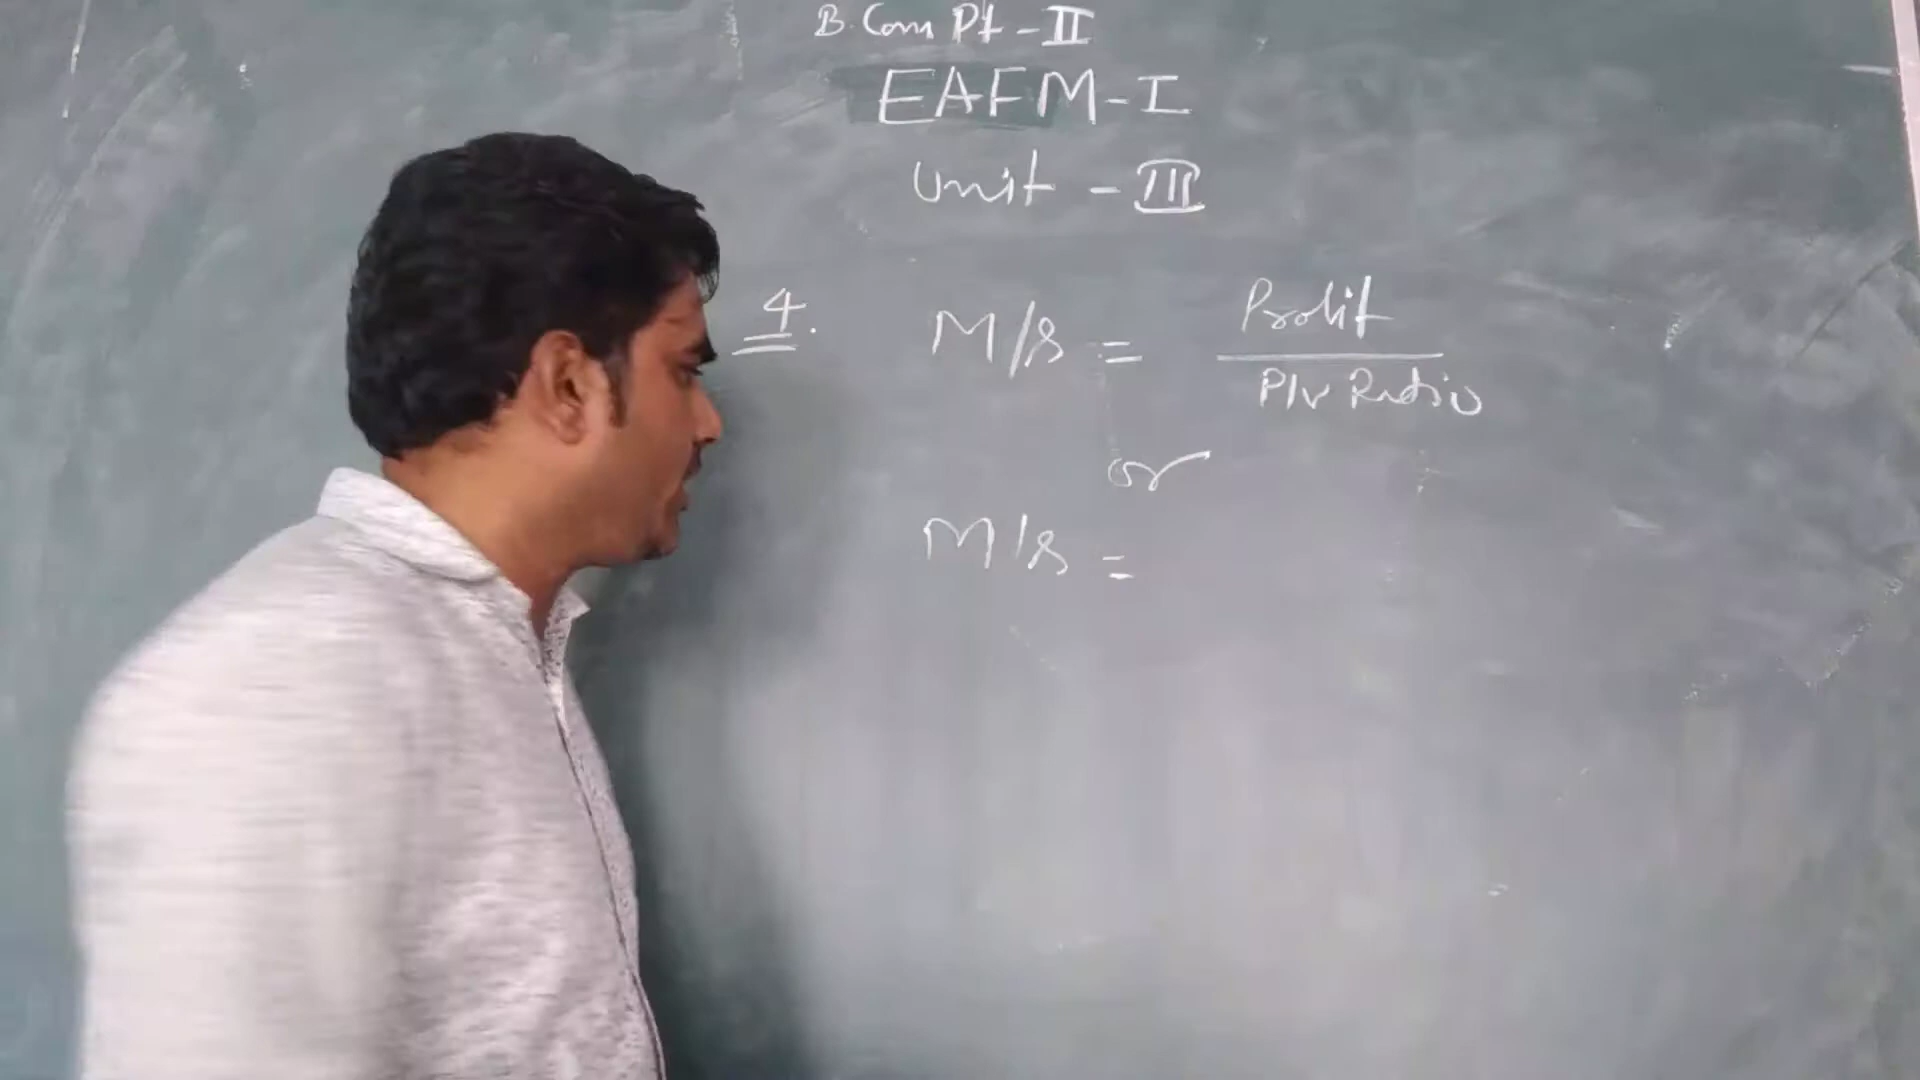 B. Com Pt - II
EAFM - I
Unit - III
4. M/S = Profit / P/V Ratio
or
M/S =